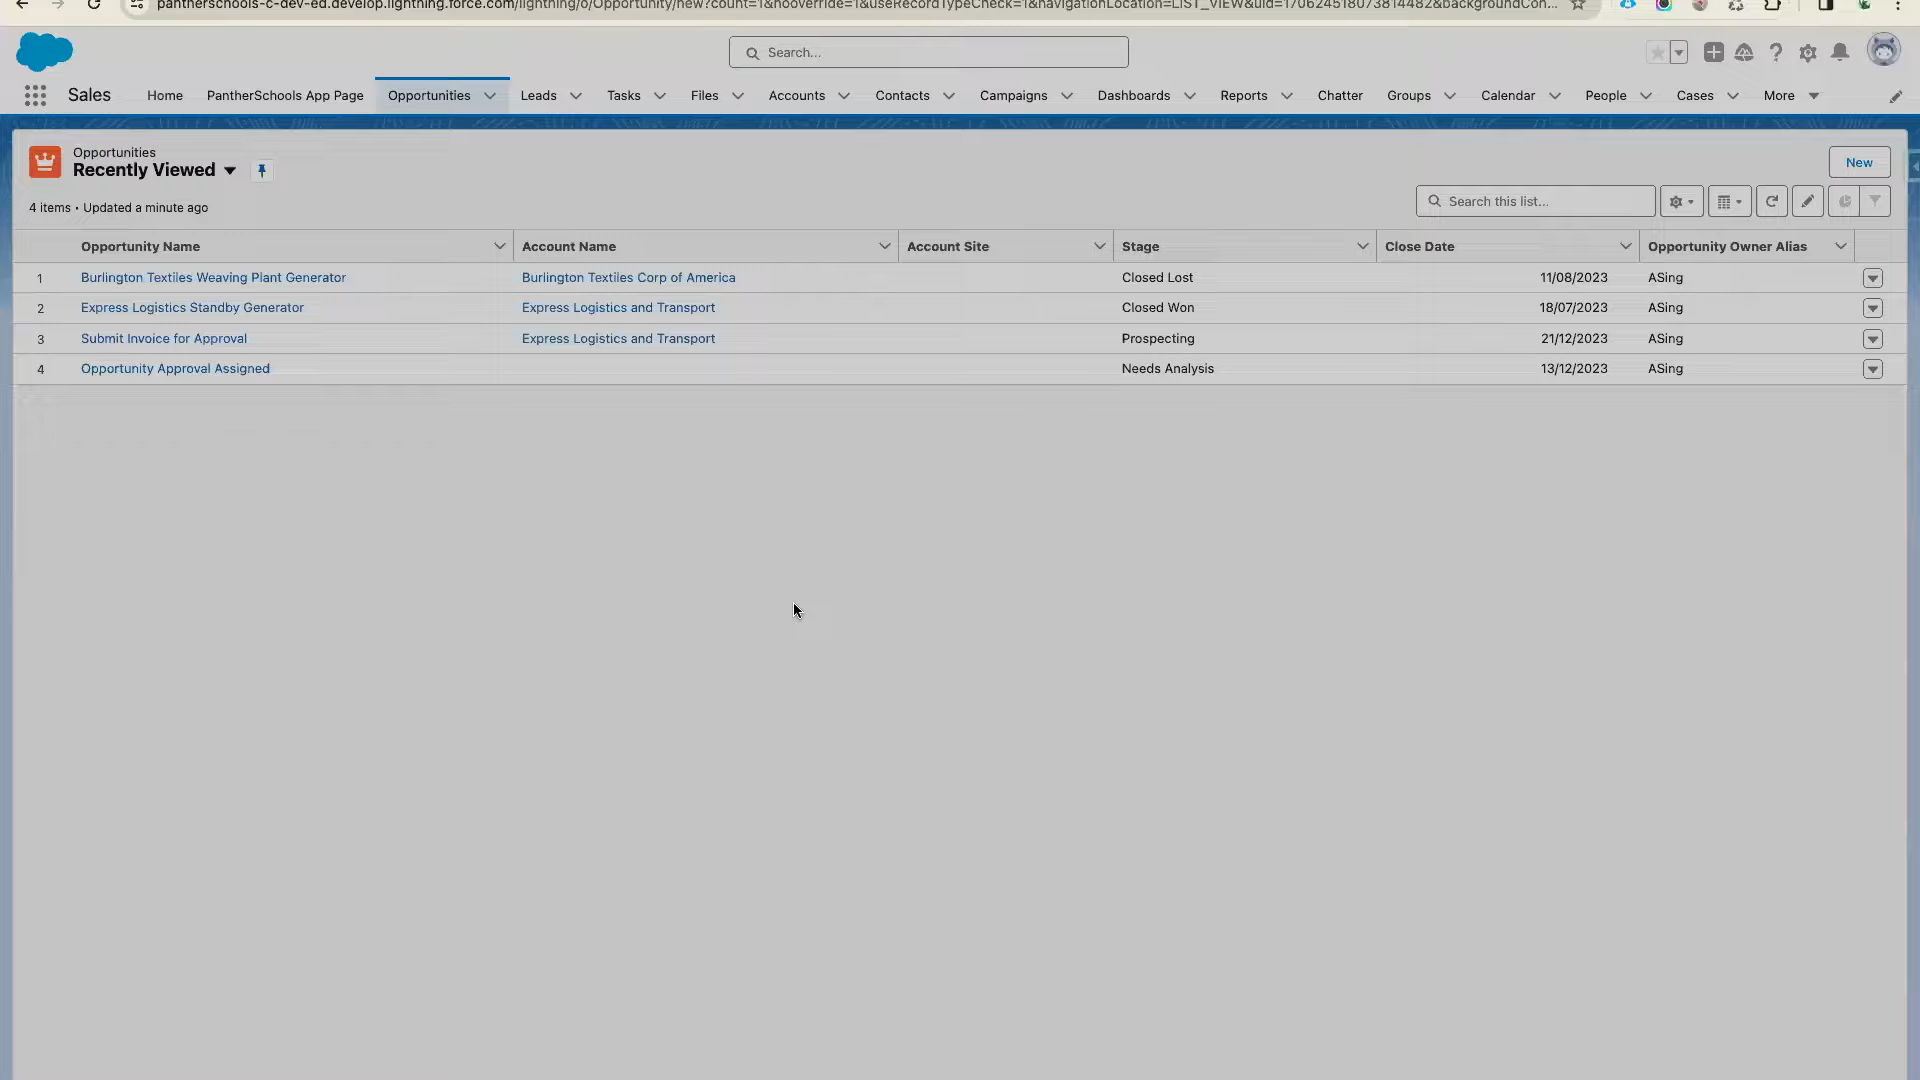 pantherschools-c-dev-ed.develop.lightning.force.com/lightning/o/Opportunity/new?count=1&nooverride=1&useRecordTypeCheck=1&navigationLocation=LIST_VIEW&uid=170624518073814482&backgroundCon...
Search...
Sales Home PantherSchools App Page Opportunities Leads Tasks Files Accounts Contacts Campaigns Dashboards Reports Chatter Groups Calendar People Cases More
Opportunities
Recently Viewed
New
4 items • Updated a minute ago
Search this list...
Opportunity Name Account Name Account Site Stage Close Date Opportunity Owner Alias
1 Burlington Textiles Weaving Plant Generator Burlington Textiles Corp of America Closed Lost 11/08/2023 ASing
2 Express Logistics Standby Generator Express Logistics and Transport Closed Won 18/07/2023 ASing
3 Submit Invoice for Approval Express Logistics and Transport Prospecting 21/12/2023 ASing
4 Opportunity Approval Assigned Needs Analysis 13/12/2023 ASing